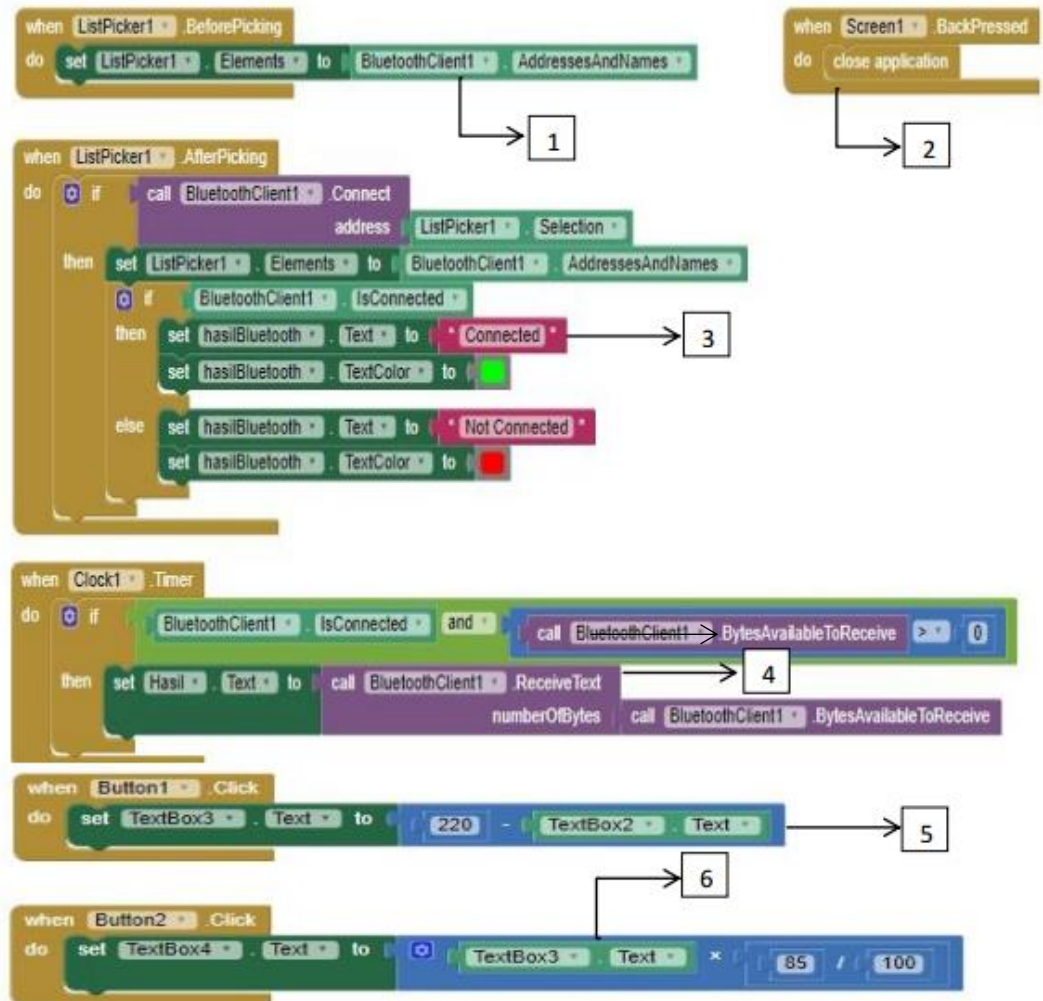 when ListPicker1 .BeforePicking
do set ListPicker1 . Elements to BluetoothClient1 . AddressesAndNames
1
when Screen1 .BackPressed
do close application
2
when ListPicker1 .AfterPicking
do if call BluetoothClient1 .Connect
address ListPicker1 . Selection
then set ListPicker1 . Elements to BluetoothClient1 . AddressesAndNames
if BluetoothClient1 . IsConnected
then set hasilBluetooth . Text to " Connected "
3
set hasilBluetooth . TextColor to
else set hasilBluetooth . Text to " Not Connected "
set hasilBluetooth . TextColor to
when Clock1 .Timer
do if BluetoothClient1 . IsConnected and call BluetoothClient1 .BytesAvailableToReceive > 0
then set Hasil . Text to call BluetoothClient1 .ReceiveText
4
numberOfBytes call BluetoothClient1 .BytesAvailableToReceive
when Button1 .Click
do set TextBox3 . Text to 220 - TextBox2 . Text
5
6
when Button2 .Click
do set TextBox4 . Text to TextBox3 . Text × 85 / 100